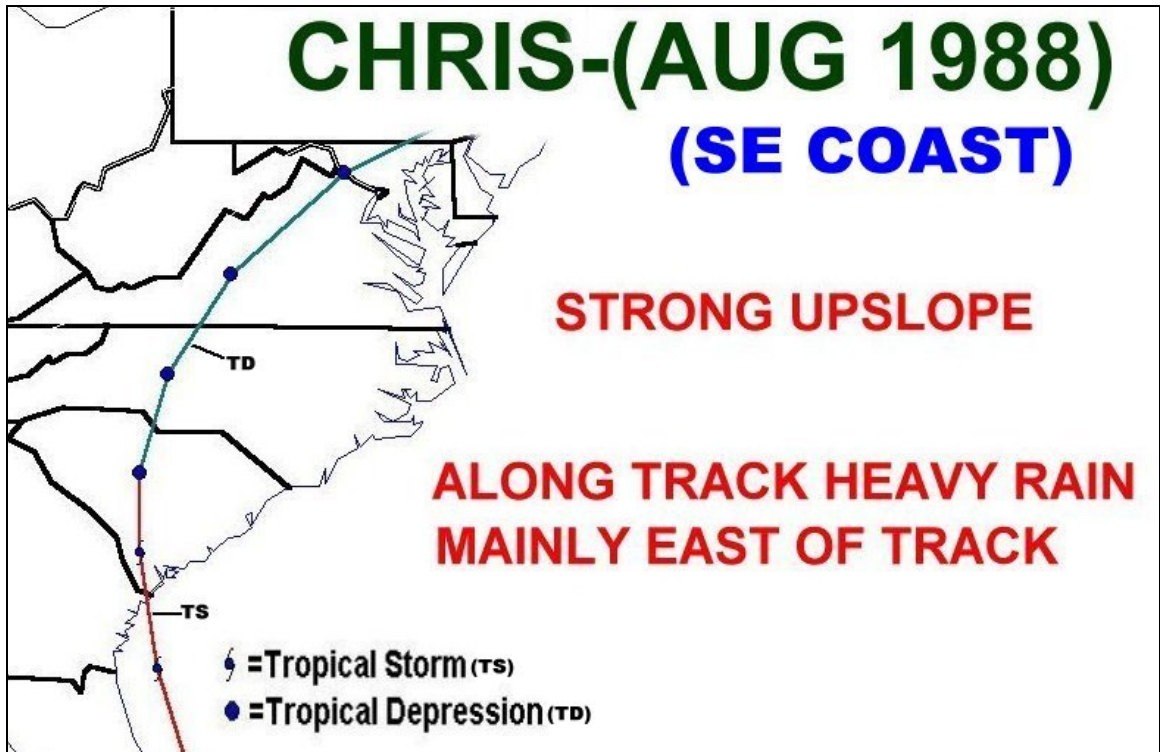 CHRIS-(AUG 1988)
(SE COAST)
STRONG UPSLOPE
TD
ALONG TRACK HEAVY RAIN
MAINLY EAST OF TRACK
TS
=Tropical Storm (TS)
=Tropical Depression (TD)